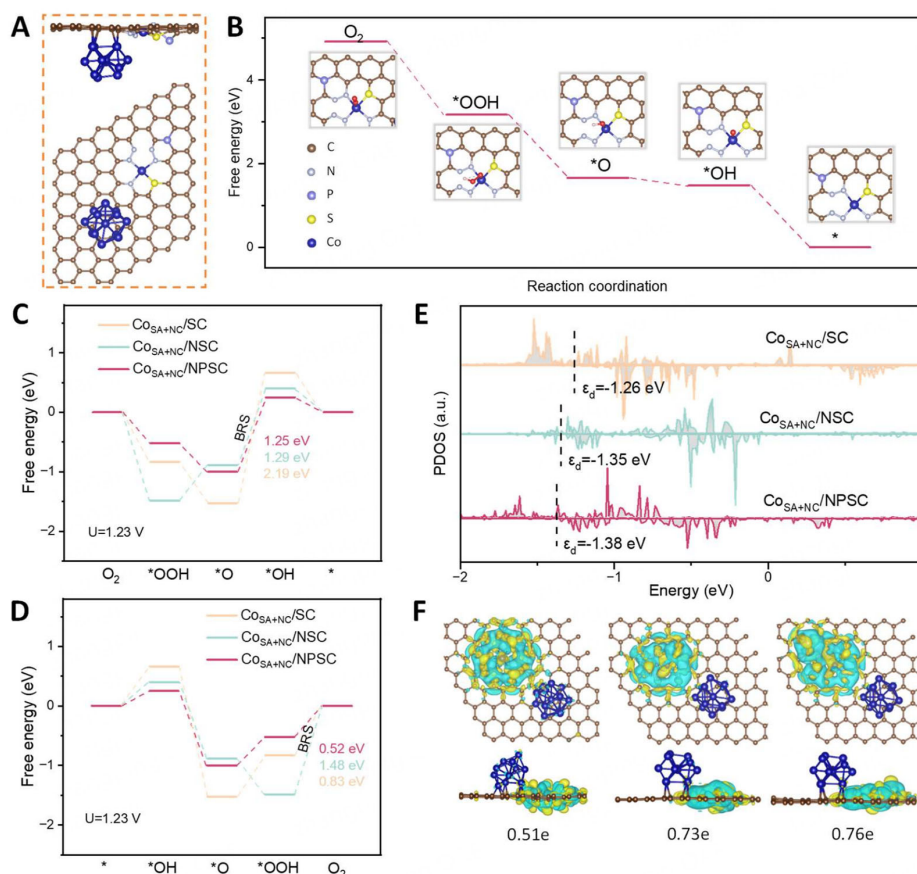 A
B
Free energy (eV)
4
2
0
O2
*OOH
*O
*OH
*
C
N
P
S
Co
Reaction coordination
C
Free energy (eV)
1
0
−1
−2
CoSA+NC/SC
CoSA+NC/NSC
CoSA+NC/NPSC
BRS
1.25 eV
1.29 eV
2.19 eV
U=1.23 V
O2 *OOH *O *OH *
D
Free energy (eV)
1
0
−1
−2
CoSA+NC/SC
CoSA+NC/NSC
CoSA+NC/NPSC
BRS
0.52 eV
1.48 eV
0.83 eV
U=1.23 V
* *OH *O *OOH O2
E
PDOS (a.u.)
CoSA+NC/SC
εd=-1.26 eV
CoSA+NC/NSC
εd=-1.35 eV
CoSA+NC/NPSC
εd=-1.38 eV
−2 −1 0
Energy (eV)
F
0.51e 0.73e 0.76e